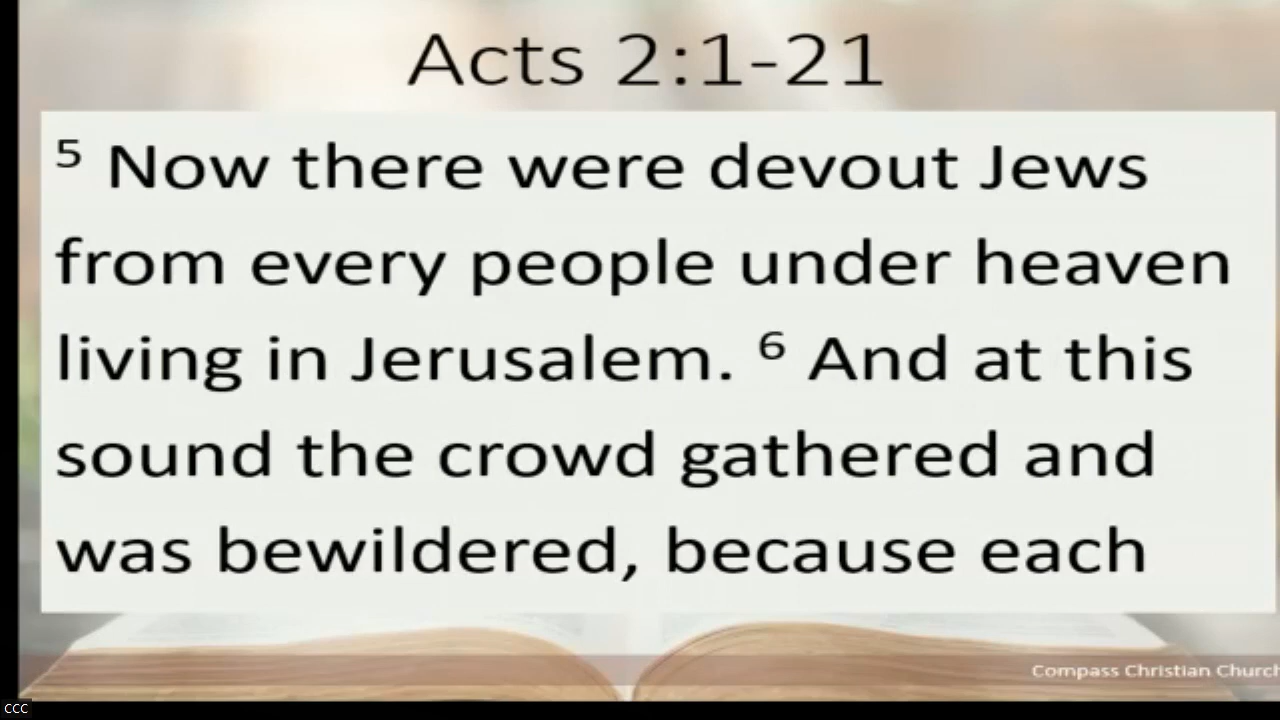 Acts 2:1-21
⁵ Now there were devout Jews
from every people under heaven
living in Jerusalem. ⁶ And at this
sound the crowd gathered and
was bewildered, because each
Compass Christian Church
CCC